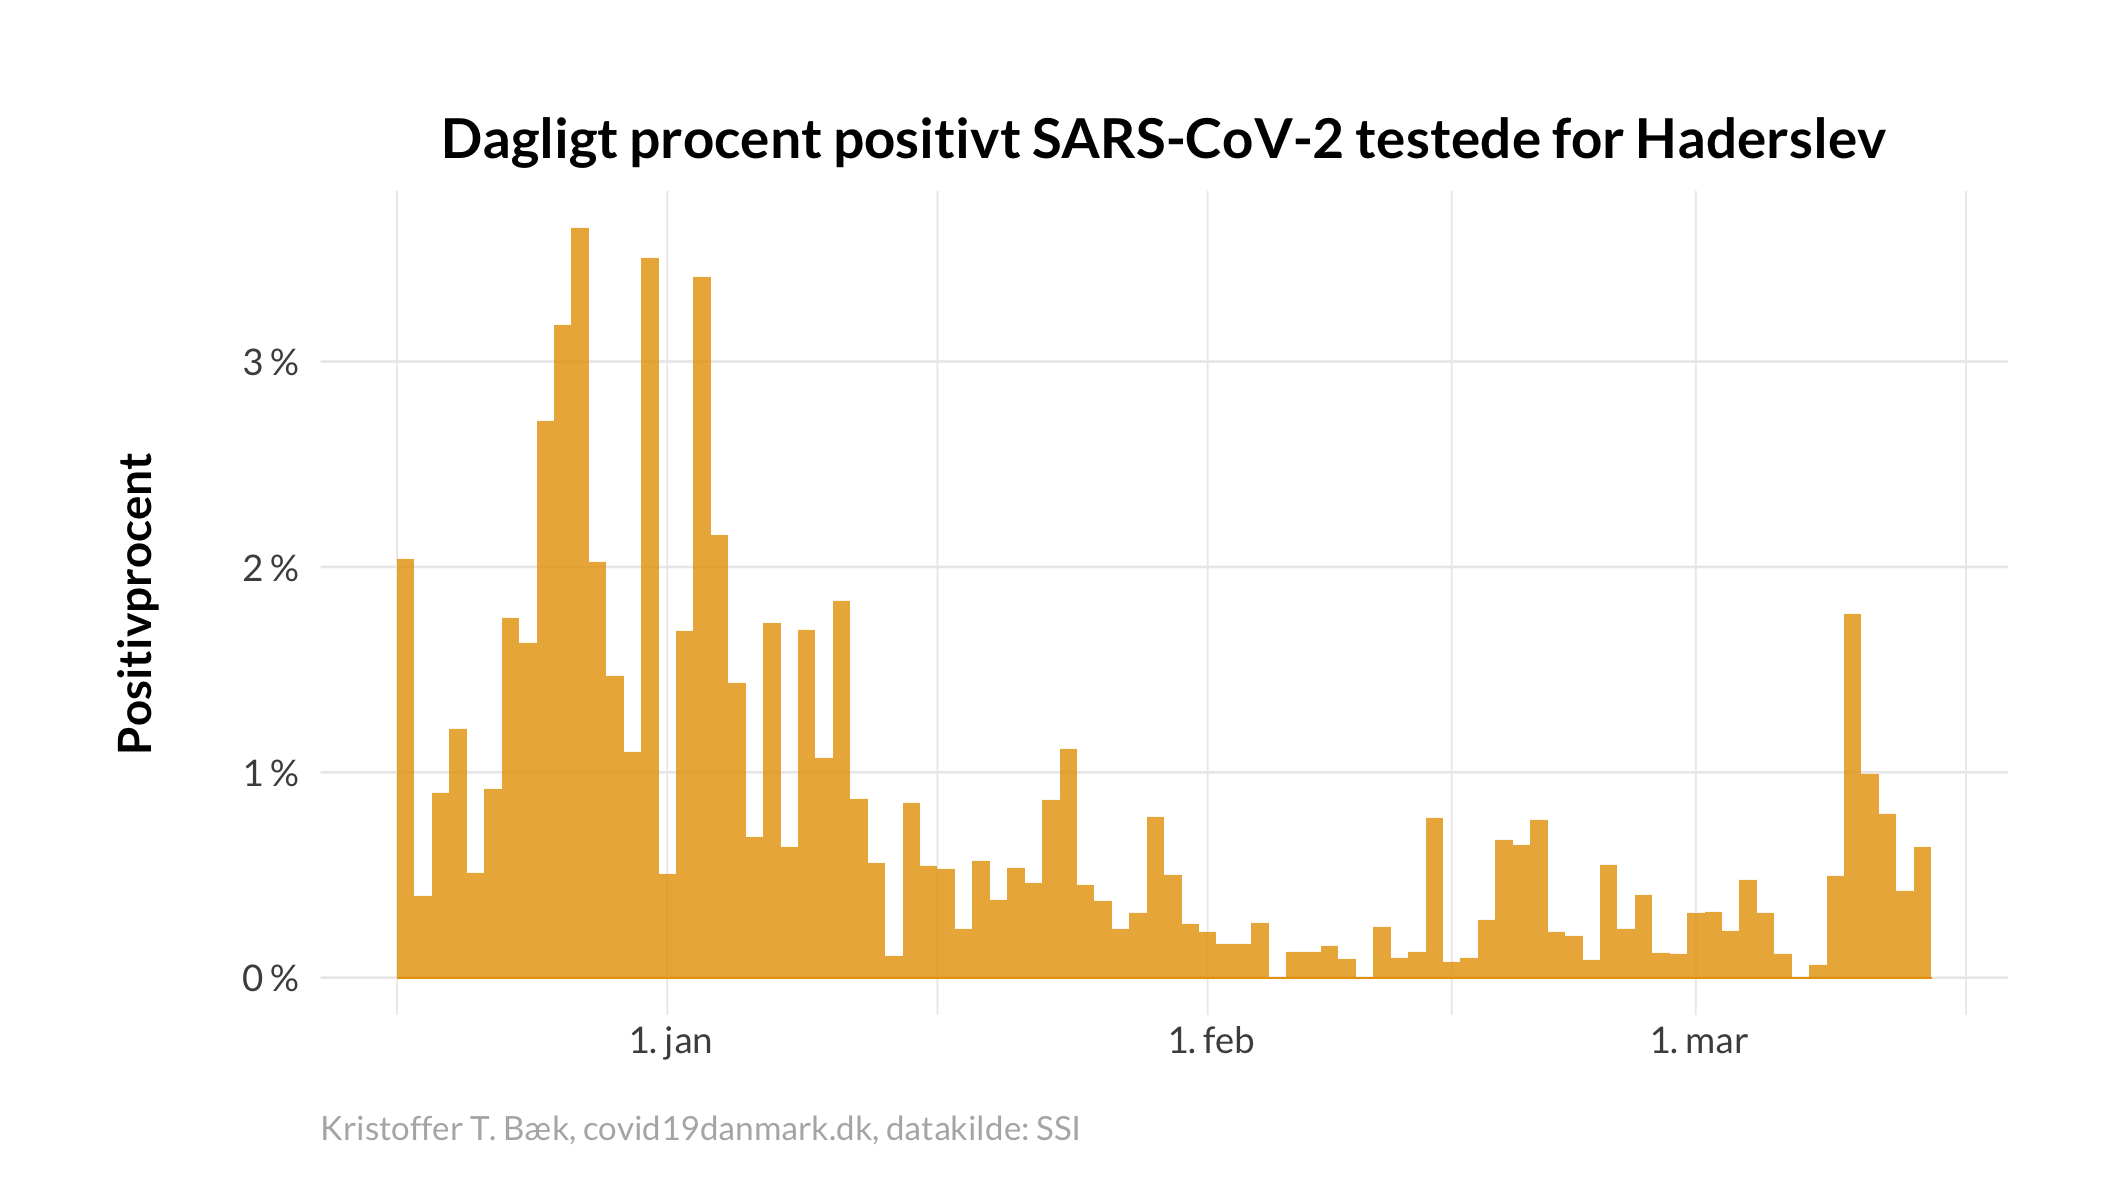 Dagligt procent positivt SARS-CoV-2 testede for Haderslev
Positivprocent
3 %
2 %
1 %
0 %
1. jan
1. feb
1. mar
Kristoffer T. Bæk, covid19danmark.dk, datakilde: SSI